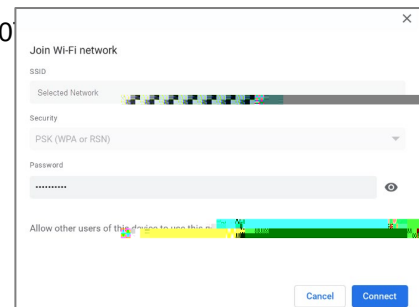 Join Wi-Fi network
SSID
Selected Network
Security
PSK (WPA or RSN)
Password
••••••••••
Allow other users of this device to use this
Cancel
Connect